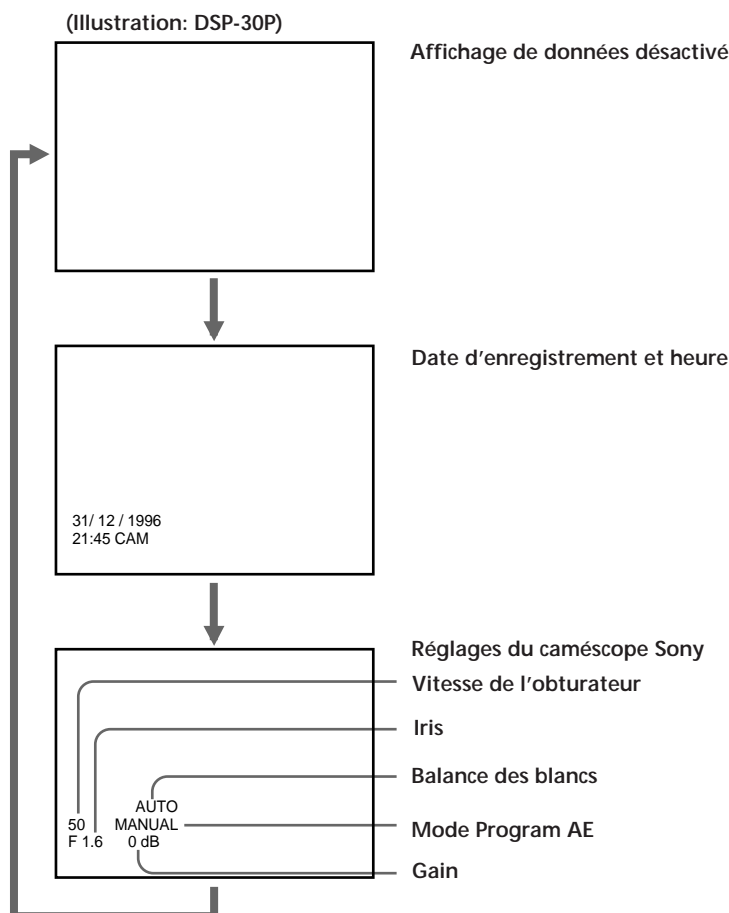 (Illustration: DSP-30P)
Affichage de données désactivé
Date d'enregistrement et heure
31/ 12 / 1996
21:45 CAM
Réglages du caméscope Sony
Vitesse de l'obturateur
Iris
Balance des blancs
AUTO
50 MANUAL
Mode Program AE
F 1.6 0 dB
Gain